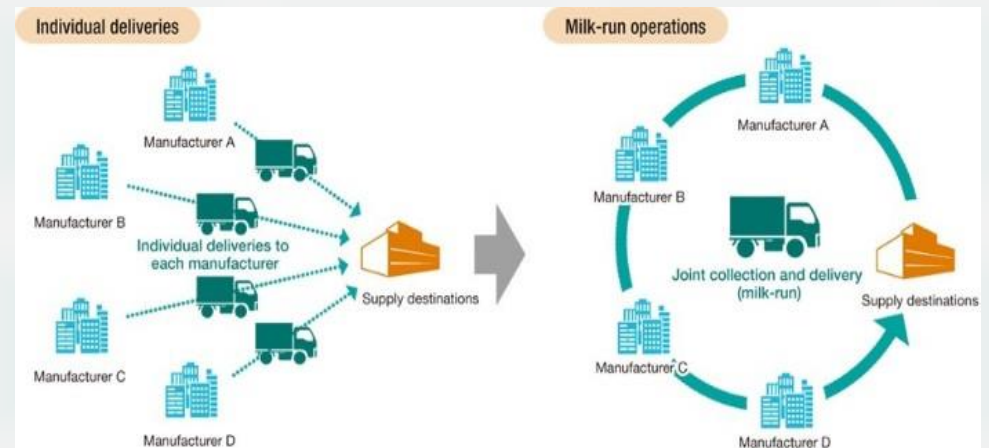 Individual deliveries
Manufacturer A
Manufacturer B
Individual deliveries to
each manufacturer
Supply destinations
Manufacturer C
Manufacturer D
Milk-run operations
Manufacturer A
Manufacturer B
Joint collection and delivery
(milk-run)
Supply destinations
Manufacturer C
Manufacturer D